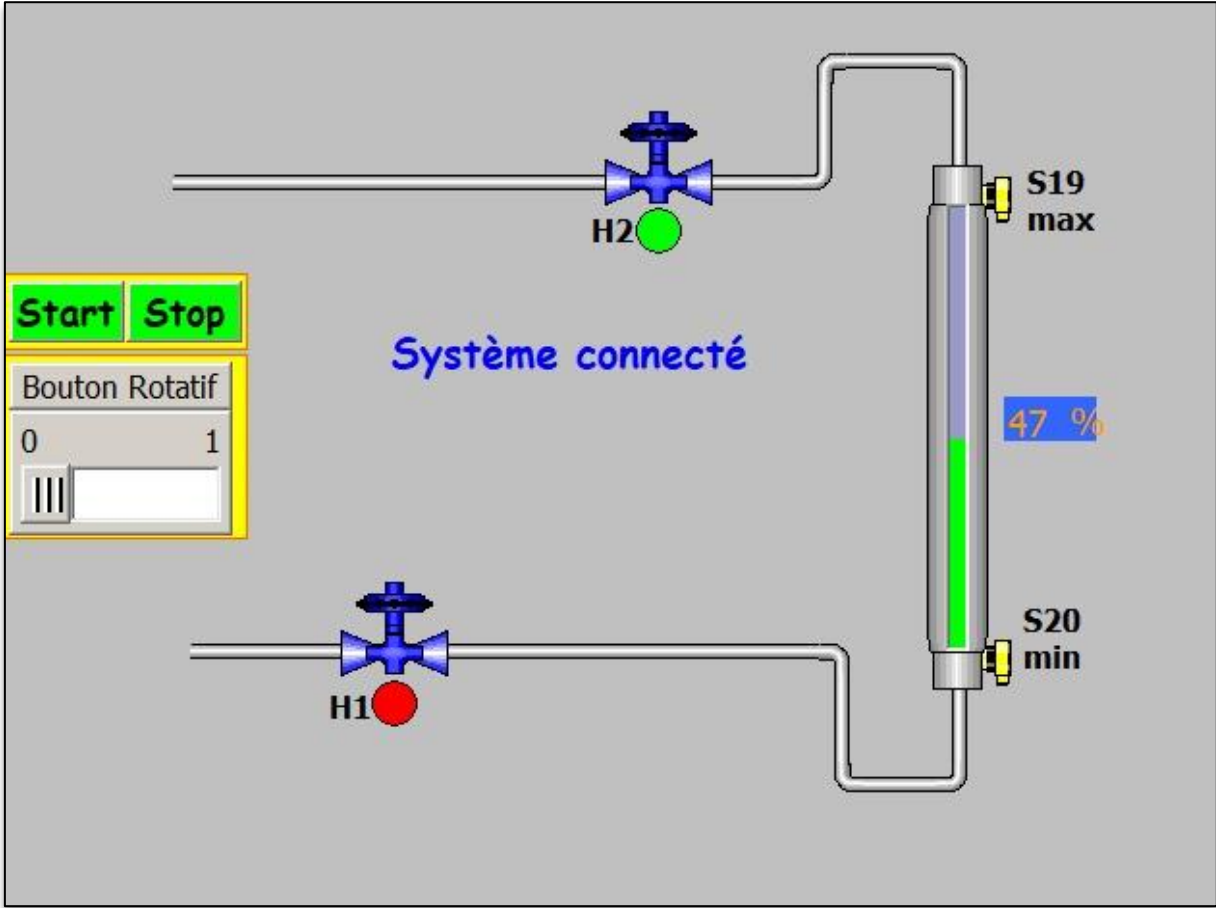 S19
max
H2
Start Stop
Système connecté
Bouton Rotatif
0 1
47 %
S20
min
H1